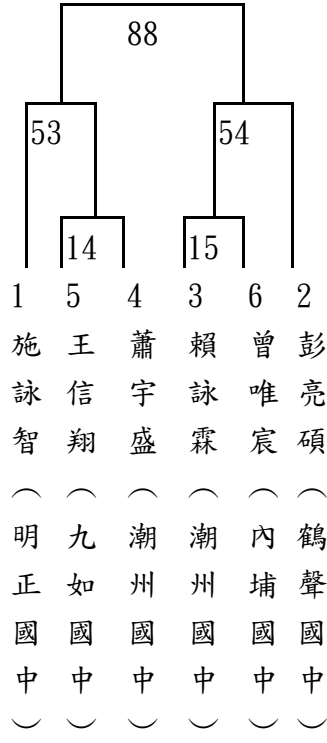 88
53
54
14
15
1
5
4
3
6
2
施詠智(明正國中)
王信翔(九如國中)
蕭宇盛(潮州國中)
賴詠霖(潮州國中)
曾唯宸(內埔國中)
彭亮碩(鶴聲國中)